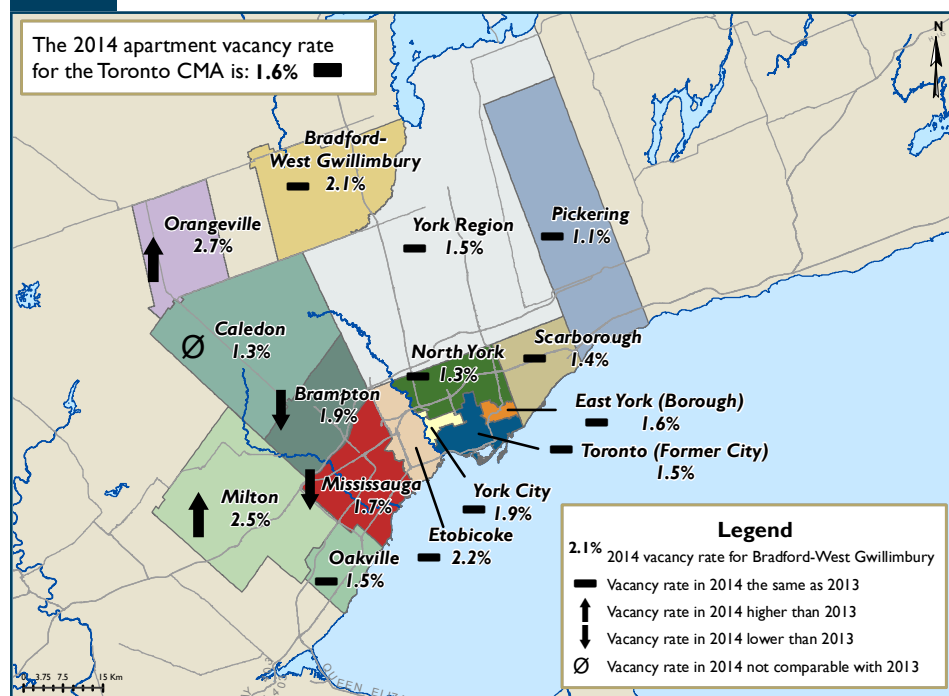 The 2014 apartment vacancy rate
for the Toronto CMA is: 1.6%
N
Bradford-
West Gwillimbury
2.1%
Orangeville
2.7%
York Region
1.5%
Pickering
1.1%
Caledon
1.3%
Ø
North York
1.3%
Scarborough
1.4%
Brampton
1.9%
East York (Borough)
1.6%
Toronto (Former City)
1.5%
Mississauga
1.7%
York City
1.9%
Milton
2.5%
Etobicoke
2.2%
Oakville
1.5%
Legend
2.1% 2014 vacancy rate for Bradford-West Gwillimbury
Vacancy rate in 2014 the same as 2013
Vacancy rate in 2014 higher than 2013
Vacancy rate in 2014 lower than 2013
Ø Vacancy rate in 2014 not comparable with 2013
0 3.75 7.5 15 Km
QUEEN